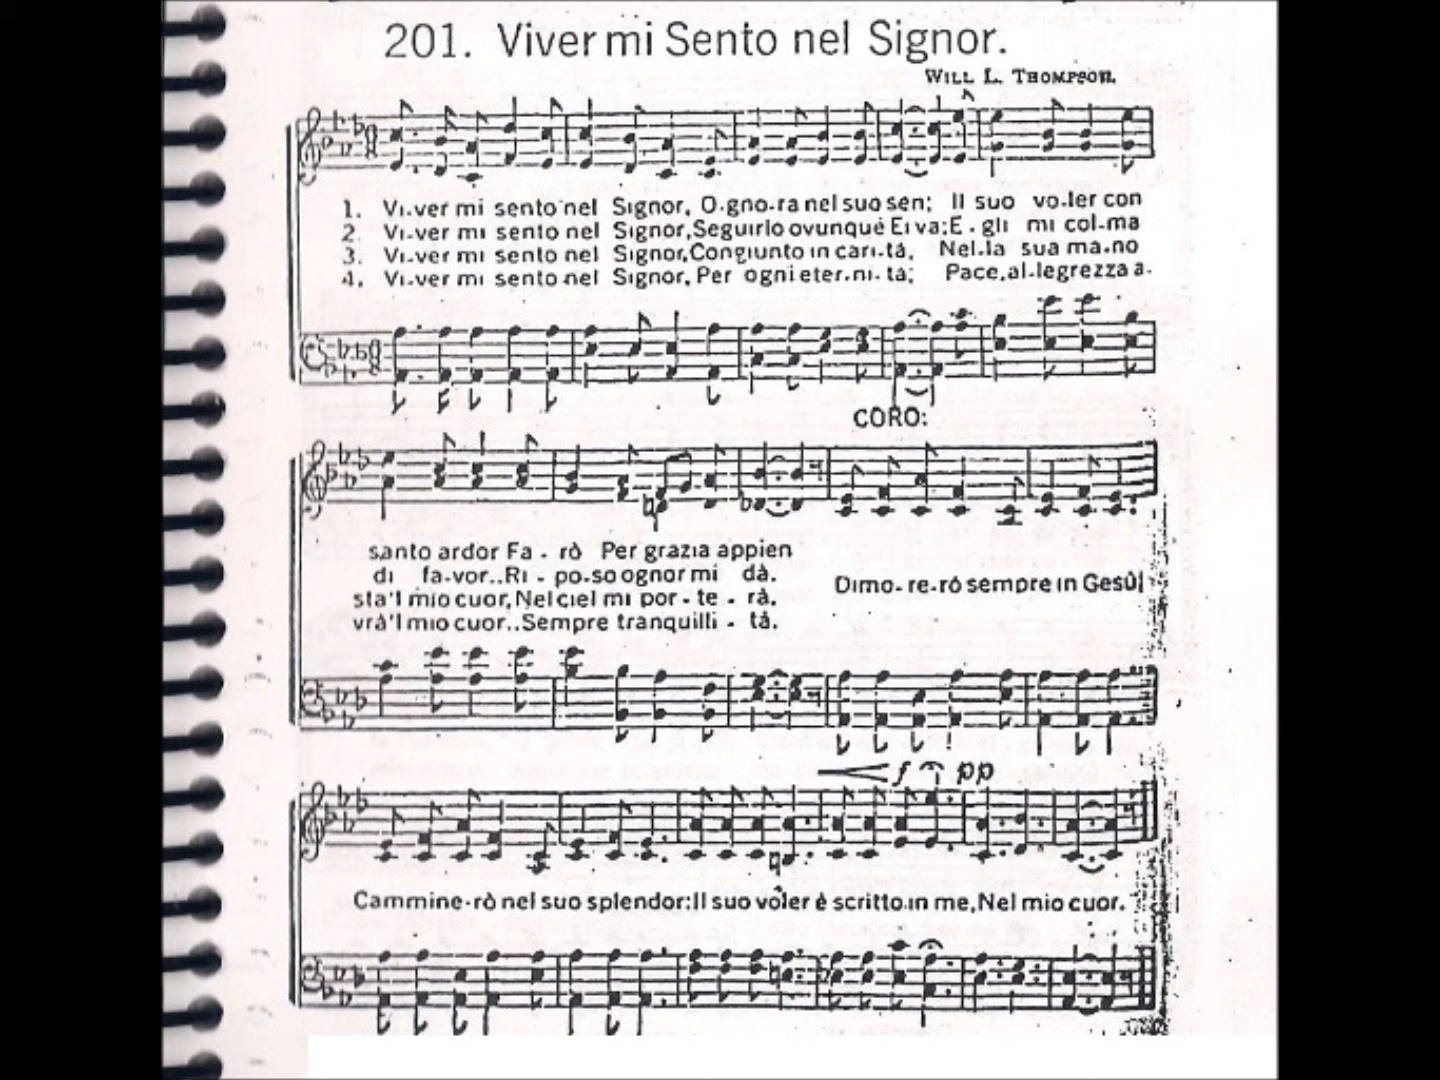 201. Viver mi Sento nel Signor.
WILL L. THOMPSON.
1. Vi-ver mi sento nel Signor, O-gno-ra nel suo sen; Il suo vo-ler con
2. Vi-ver mi sento nel Signor, Seguirlo ovunque Ei va; E-gli mi col-ma
3. Vi-ver mi sento nel Signor, Congiunto in cari-tá, Nel-la sua ma-no
4. Vi-ver mi sento nel Signor, Per ogni eter-ni-tá; Pace, al-legrezza a-
CORO:
santo ardor Fa - rò Per grazia appien
di fa-vor.. Ri - po-so ognor mi dà.
sta'l mio cuor, Nel ciel mi por - te - rà.
vrà'l mio cuor.. Sempre tranquilli - tà.
Dimo-re-ró sempre in Gesû!
f pp
Cammine-rò nel suo splendor: Il suo voler è scritto in me, Nel mio cuor.